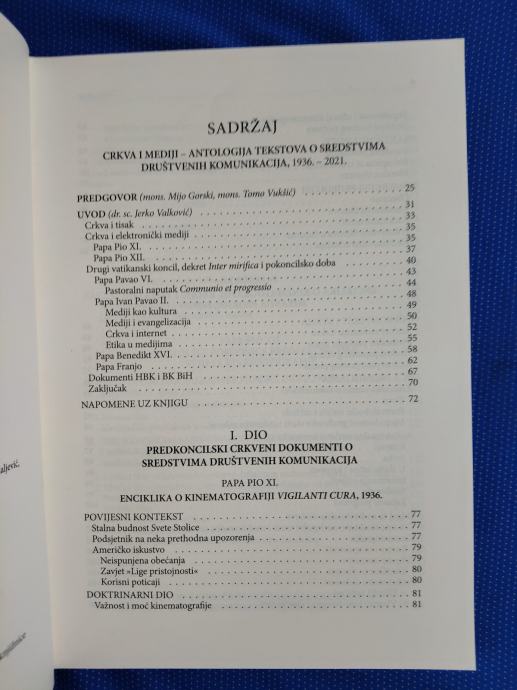 SADRŽAJ
CRKVA I MEDIJI – ANTOLOGIJA TEKSTOVA O SREDSTVIMA
DRUŠTVENIH KOMUNIKACIJA, 1936. – 2021.
PREDGOVOR (mons. Mijo Gorski, mons. Tomo Vukšić) 25
UVOD (dr. sc. Jerko Valković) 31
Crkva i tisak 33
Crkva i elektronički mediji 35
Papa Pio XI. 35
Papa Pio XII. 37
Drugi vatikanski koncil, dekret Inter mirifica i pokoncilsko doba 40
Papa Pavao VI. 43
Pastoralni naputak Communio et progressio 44
Papa Ivan Pavao II. 48
Mediji kao kultura 49
Mediji i evangelizacija 50
Crkva i internet 52
Etika u medijima 55
Papa Benedikt XVI. 58
Papa Franjo 62
Dokumenti HBK i BK BiH 67
Zaključak 70
NAPOMENE UZ KNJIGU 72
I. DIO
PREDKONCILSKI CRKVENI DOKUMENTI O
SREDSTVIMA DRUŠTVENIH KOMUNIKACIJA
PAPA PIO XI.
ENCIKLIKA O KINEMATOGRAFIJI VIGILANTI CURA, 1936.
POVIJESNI KONTEKST 77
Stalna budnost Svete Stolice 77
Podsjetnik na neka prethodna upozorenja 77
Američko iskustvo 79
Neispunjena obećanja 79
Zavjet »Lige pristojnosti« 80
Korisni poticaji 80
DOKTRINARNI DIO 81
Važnost i moć kinematografije 81